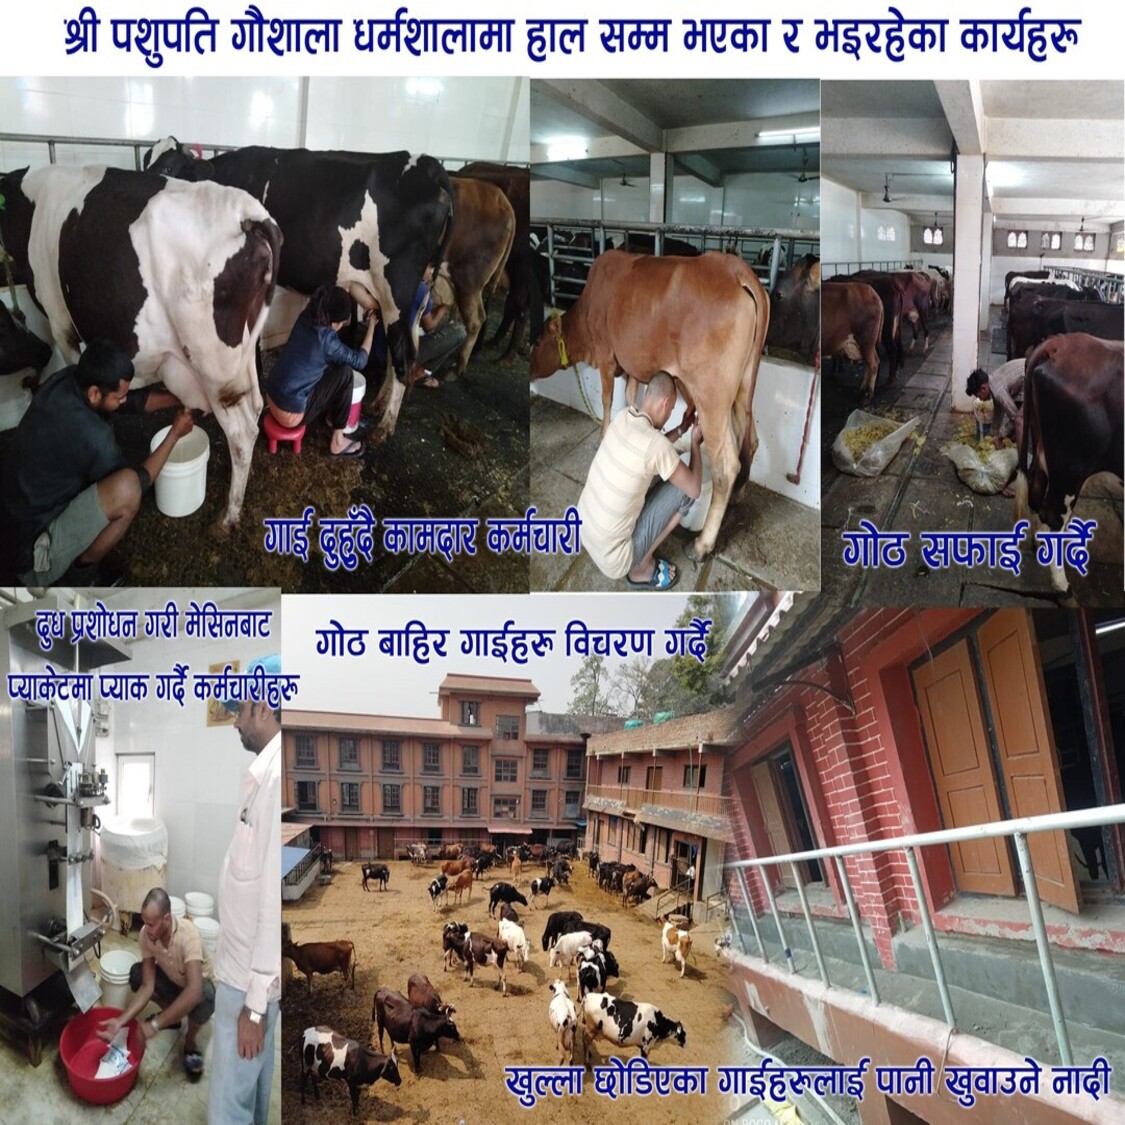 श्री पशुपति गौशाला धर्मशालामा हाल सम्म भएका र भइरहेका कार्यहरू
गाई दुहुँदै कामदार कर्मचारी
गोठ सफाई गर्दै
दुध प्रशोधन गरी मेसिनबाट
प्याकेटमा प्याक गर्दै कर्मचारीहरू
गोठ बाहिर गाईहरू विचरण गर्दै
खुल्ला छोडिएका गाईहरूलाई पानी खुवाउने नादी